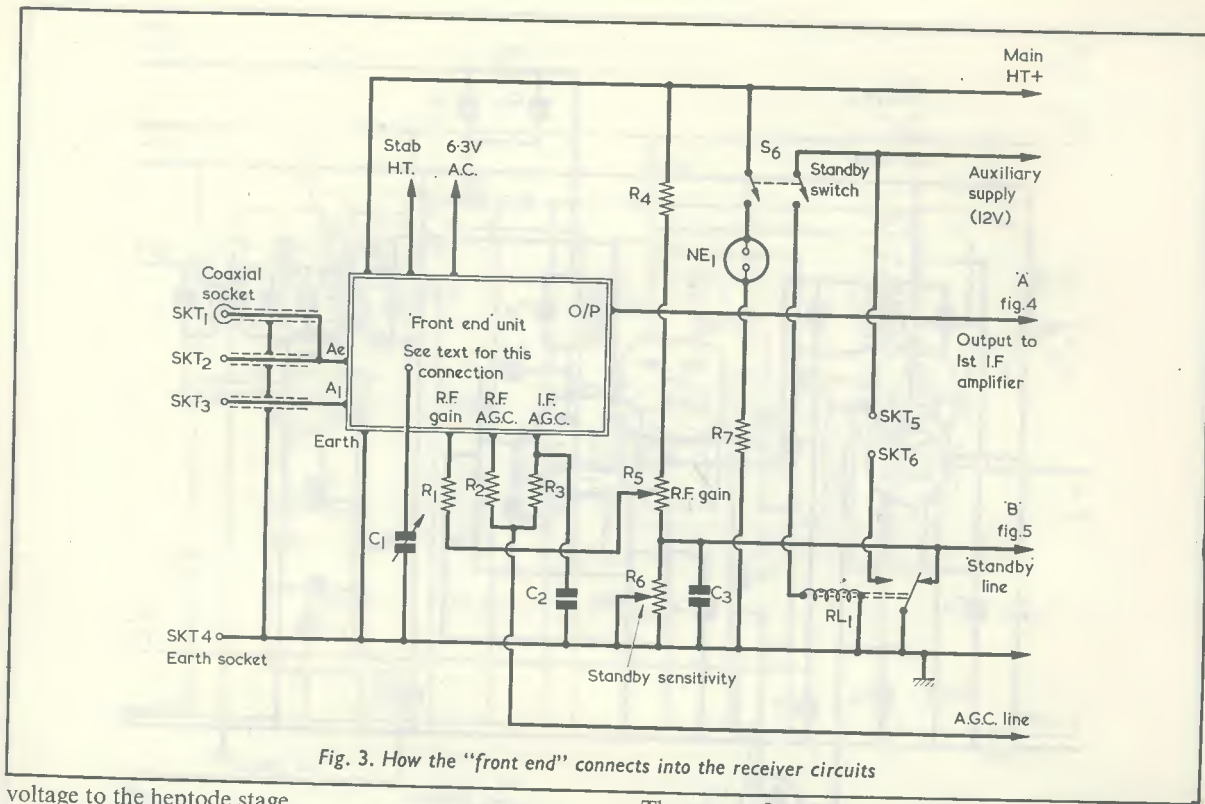 Main
HT+
Stab
H.T.
6·3V
A.C.
S6
Standby
switch
Auxiliary
supply
(12V)
R4
NE1
Coaxial
socket
SKT1
SKT2
SKT3
Ae
A1
Earth
'Front end' unit
See text for this
connection
O/P
R.F.
gain
R.F.
A.G.C.
I.F.
A.G.C.
'A'
fig.4
Output to
1st I.F
amplifier
SKT5
SKT6
R1
R2
R3
R5
R.F. gain
R7
C1
C2
R6
C3
RL1
'B'
fig.5
'Standby'
line
SKT4
Earth socket
Standby sensitivity
A.G.C. line
Fig. 3. How the "front end" connects into the receiver circuits
voltage to the heptode stage